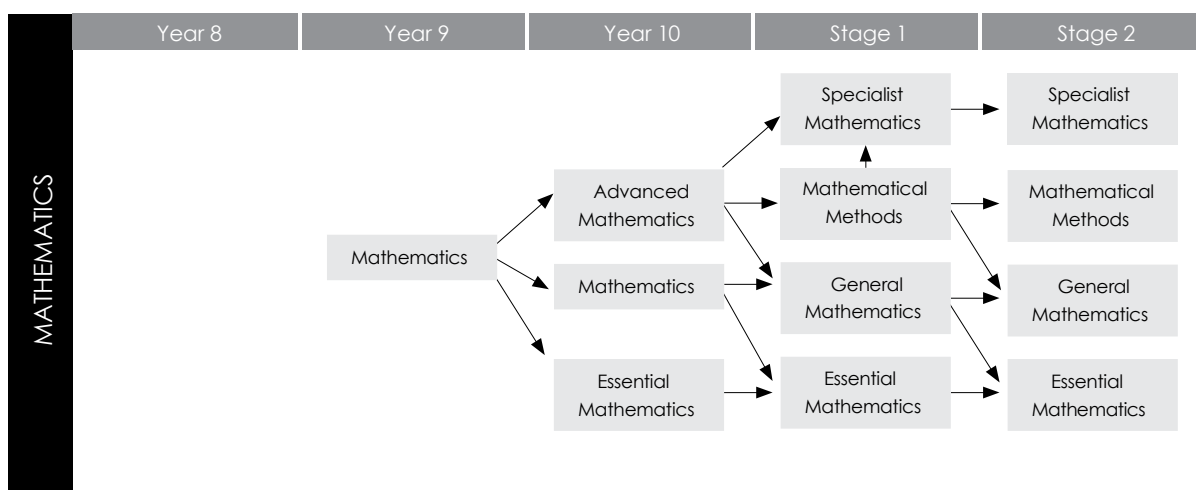 Year 8
Year 9
Year 10
Stage 1
Stage 2
MATHEMATICS
Mathematics
Advanced
Mathematics
Mathematics
Essential
Mathematics
Specialist
Mathematics
Mathematical
Methods
General
Mathematics
Essential
Mathematics
Specialist
Mathematics
Mathematical
Methods
General
Mathematics
Essential
Mathematics